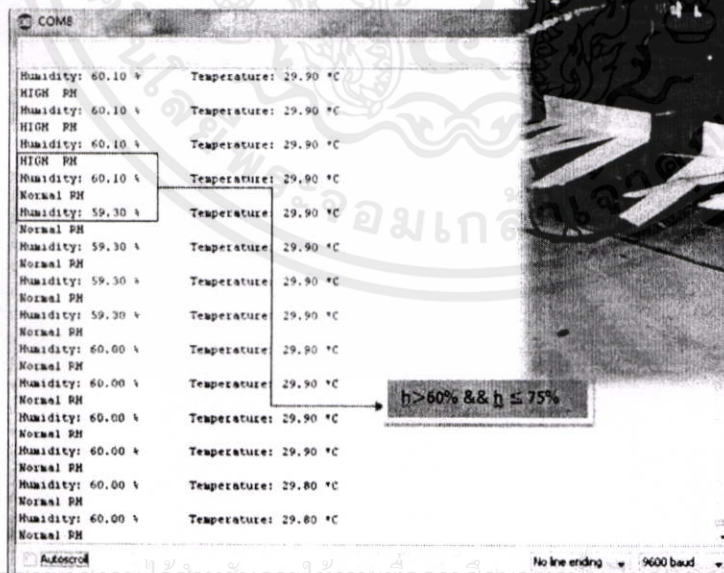 COM8
Humidity: 60.10 % Temperature: 29.90 *C
HIGH RH
Humidity: 60.10 % Temperature: 29.90 *C
HIGH RH
Humidity: 60.10 % Temperature: 29.90 *C
HIGH RH
Humidity: 60.10 % Temperature: 29.90 *C
Normal RH
Humidity: 59.30 % Temperature: 29.90 *C
Normal RH
Humidity: 59.30 % Temperature: 29.90 *C
Normal RH
Humidity: 59.30 % Temperature: 29.90 *C
Normal RH
Humidity: 59.30 % Temperature: 29.90 *C
Normal RH
Humidity: 60.00 % Temperature: 29.90 *C
Normal RH
Humidity: 60.00 % Temperature: 29.90 *C
Normal RH
h>60% && h ≤ 75%
Humidity: 60.00 % Temperature: 29.90 *C
Normal RH
Humidity: 60.00 % Temperature: 29.90 *C
Normal RH
Humidity: 60.00 % Temperature: 29.80 *C
Normal RH
Humidity: 60.00 % Temperature: 29.80 *C
Normal RH
Autoscroll No line ending 9600 baud